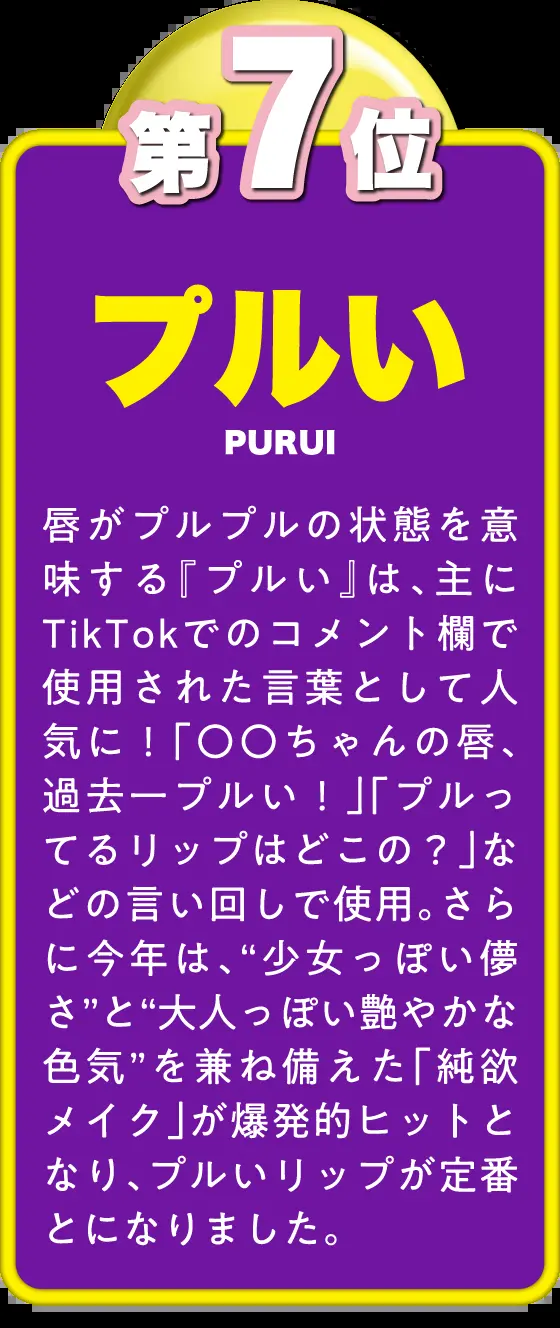 第7位
プルい
PURUI
唇がプルプルの状態を意
味する『プルい』は、主に
TikTokでのコメント欄で
使用された言葉として人
気に！「〇〇ちゃんの唇、
過去一プルい！」「プルっ
てるリップはどこの？」な
どの言い回しで使用。さら
に今年は、“少女っぽい儚
さ”と“大人っぽい艶やかな
色気”を兼ね備えた「純欲
メイク」が爆発的ヒットと
なり、プルいリップが定番
とになりました。